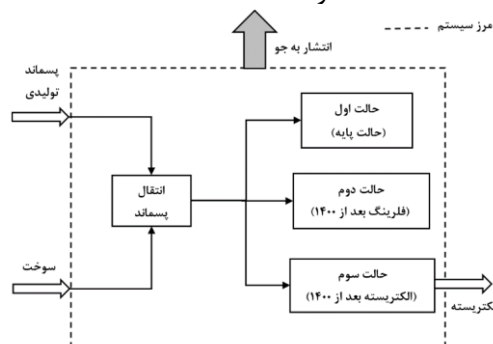 مرز سیستم
انتشار به جو
پسماند
تولیدی
حالت اول
(حالت پایه)
انتقال
پسماند
حالت دوم
(فلرینگ بعد از ۱۴۰۰)
سوخت
حالت سوم
(الکتریسته بعد از ۱۴۰۰)
لکتریسته